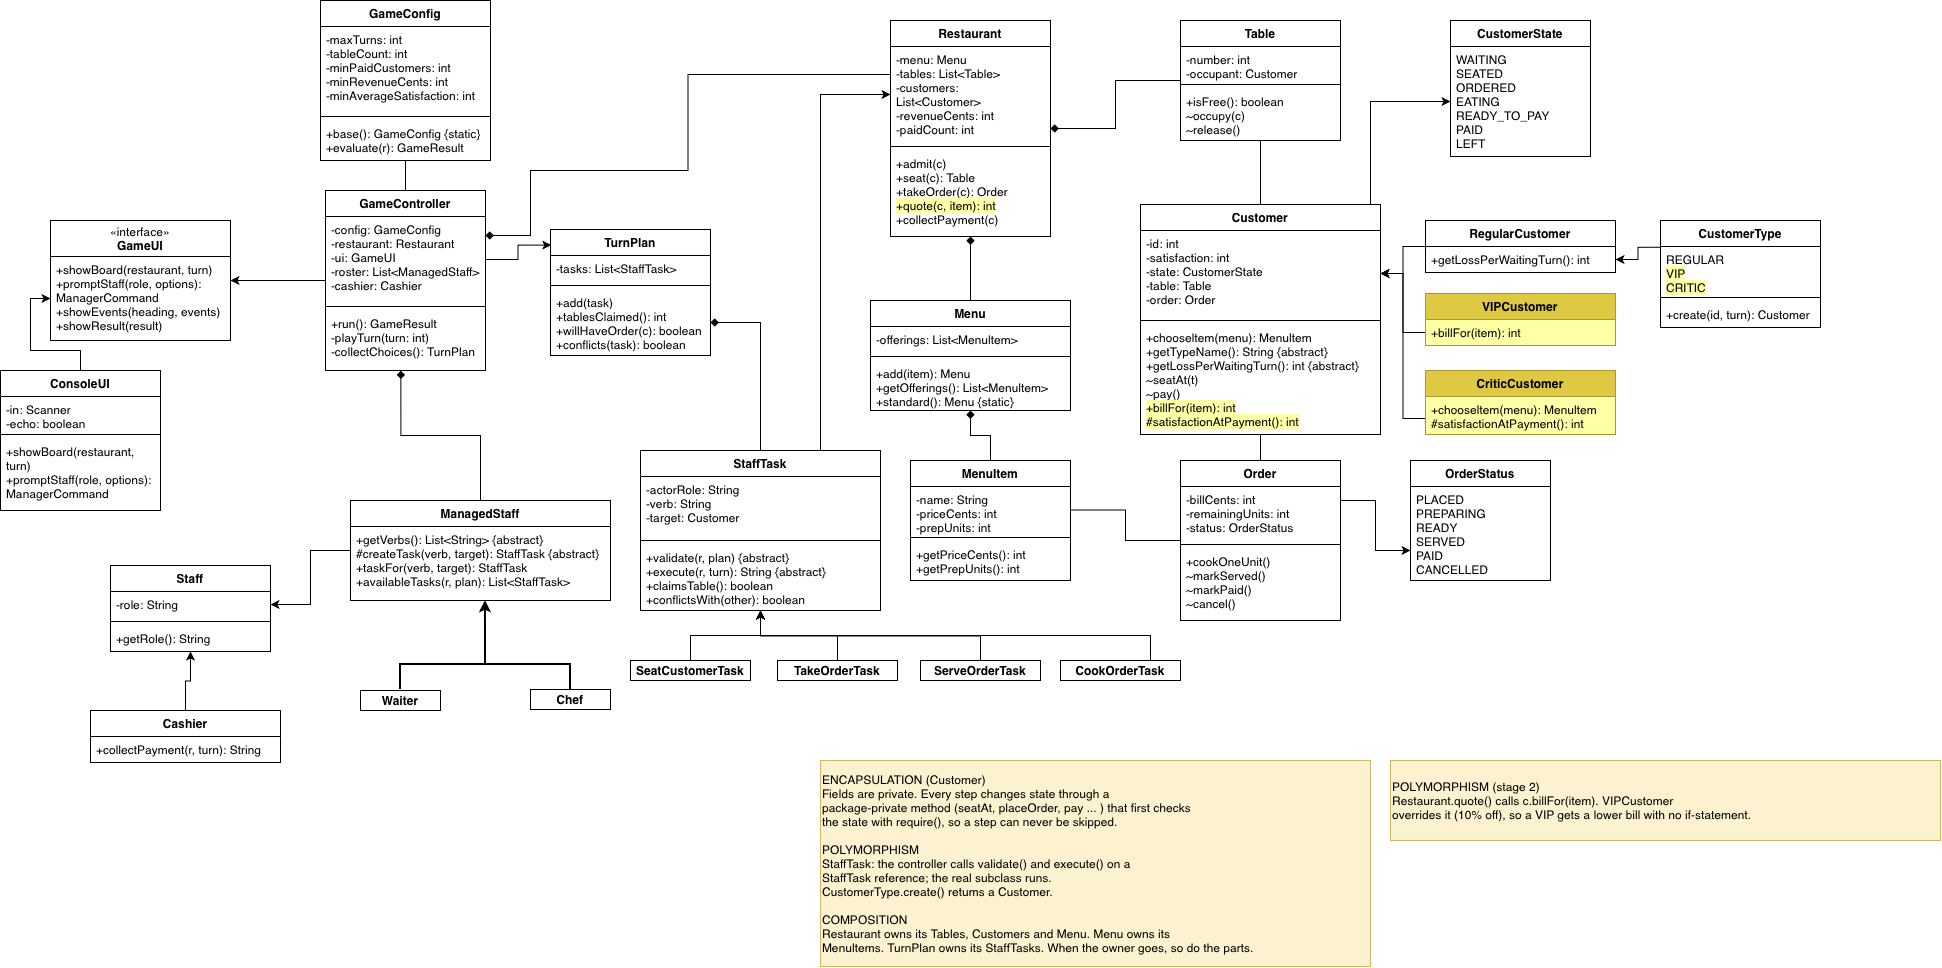 GameConfig
-maxTurns: int
-tableCount: int
-minPaidCustomers: int
-minRevenueCents: int
-minAverageSatisfaction: int
+base(): GameConfig {static}
+evaluate(r): GameResult
Restaurant
-menu: Menu
-tables: List<Table>
-customers:
List<Customer>
-revenueCents: int
-paidCount: int
+admit(c)
+seat(c): Table
+takeOrder(c): Order
+quote(c, item): int
+collectPayment(c)
Table
-number: int
-occupant: Customer
+isFree(): boolean
~occupy(c)
~release()
CustomerState
WAITING
SEATED
ORDERED
EATING
READY_TO_PAY
PAID
LEFT
«interface»
GameUI
+showBoard(restaurant, turn)
+promptStaff(role, options):
ManagerCommand
+showEvents(heading, events)
+showResult(result)
GameController
-config: GameConfig
-restaurant: Restaurant
-ui: GameUI
-roster: List<ManagedStaff>
-cashier: Cashier
+run(): GameResult
-playTurn(turn: int)
-collectChoices(): TurnPlan
TurnPlan
-tasks: List<StaffTask>
+add(task)
+tablesClaimed(): int
+willHaveOrder(c): boolean
+conflicts(task): boolean
Customer
-id: int
-satisfaction: int
-state: CustomerState
-table: Table
-order: Order
+chooseItem(menu): MenuItem
+getTypeName(): String {abstract}
+getLossPerWaitingTurn(): int {abstract}
~seatAt(t)
~pay()
+billFor(item): int
#satisfactionAtPayment(): int
RegularCustomer
+getLossPerWaitingTurn(): int
CustomerType
REGULAR
VIP
CRITIC
+create(id, turn): Customer
VIPCustomer
+billFor(item): int
CriticCustomer
+chooseItem(menu): MenuItem
#satisfactionAtPayment(): int
Menu
-offerings: List<MenuItem>
+add(item): Menu
+getOfferings(): List<MenuItem>
+standard(): Menu {static}
ConsoleUI
-in: Scanner
-echo: boolean
+showBoard(restaurant,
turn)
+promptStaff(role, options):
ManagerCommand
StaffTask
-actorRole: String
-verb: String
-target: Customer
+validate(r, plan) {abstract}
+execute(r, turn): String {abstract}
+claimsTable(): boolean
+conflictsWith(other): boolean
MenuItem
-name: String
-priceCents: int
-prepUnits: int
+getPriceCents(): int
+getPrepUnits(): int
Order
-billCents: int
-remainingUnits: int
-status: OrderStatus
+cookOneUnit()
~markServed()
~markPaid()
~cancel()
OrderStatus
PLACED
PREPARING
READY
SERVED
PAID
CANCELLED
ManagedStaff
+getVerbs(): List<String> {abstract}
#createTask(verb, target): StaffTask {abstract}
+taskFor(verb, target): StaffTask
+availableTasks(r, plan): List<StaffTask>
Staff
-role: String
+getRole(): String
SeatCustomerTask
TakeOrderTask
ServeOrderTask
CookOrderTask
Waiter
Chef
Cashier
+collectPayment(r, turn): String
ENCAPSULATION (Customer)
Fields are private. Every step changes state through a
package-private method (seatAt, placeOrder, pay ... ) that first checks
the state with require(), so a step can never be skipped.
POLYMORPHISM
StaffTask: the controller calls validate() and execute() on a
StaffTask reference; the real subclass runs.
CustomerType.create() returns a Customer.
COMPOSITION
Restaurant owns its Tables, Customers and Menu. Menu owns its
MenuItems. TurnPlan owns its StaffTasks. When the owner goes, so do the parts.
POLYMORPHISM (stage 2)
Restaurant.quote() calls c.billFor(item). VIPCustomer
overrides it (10% off), so a VIP gets a lower bill with no if-statement.